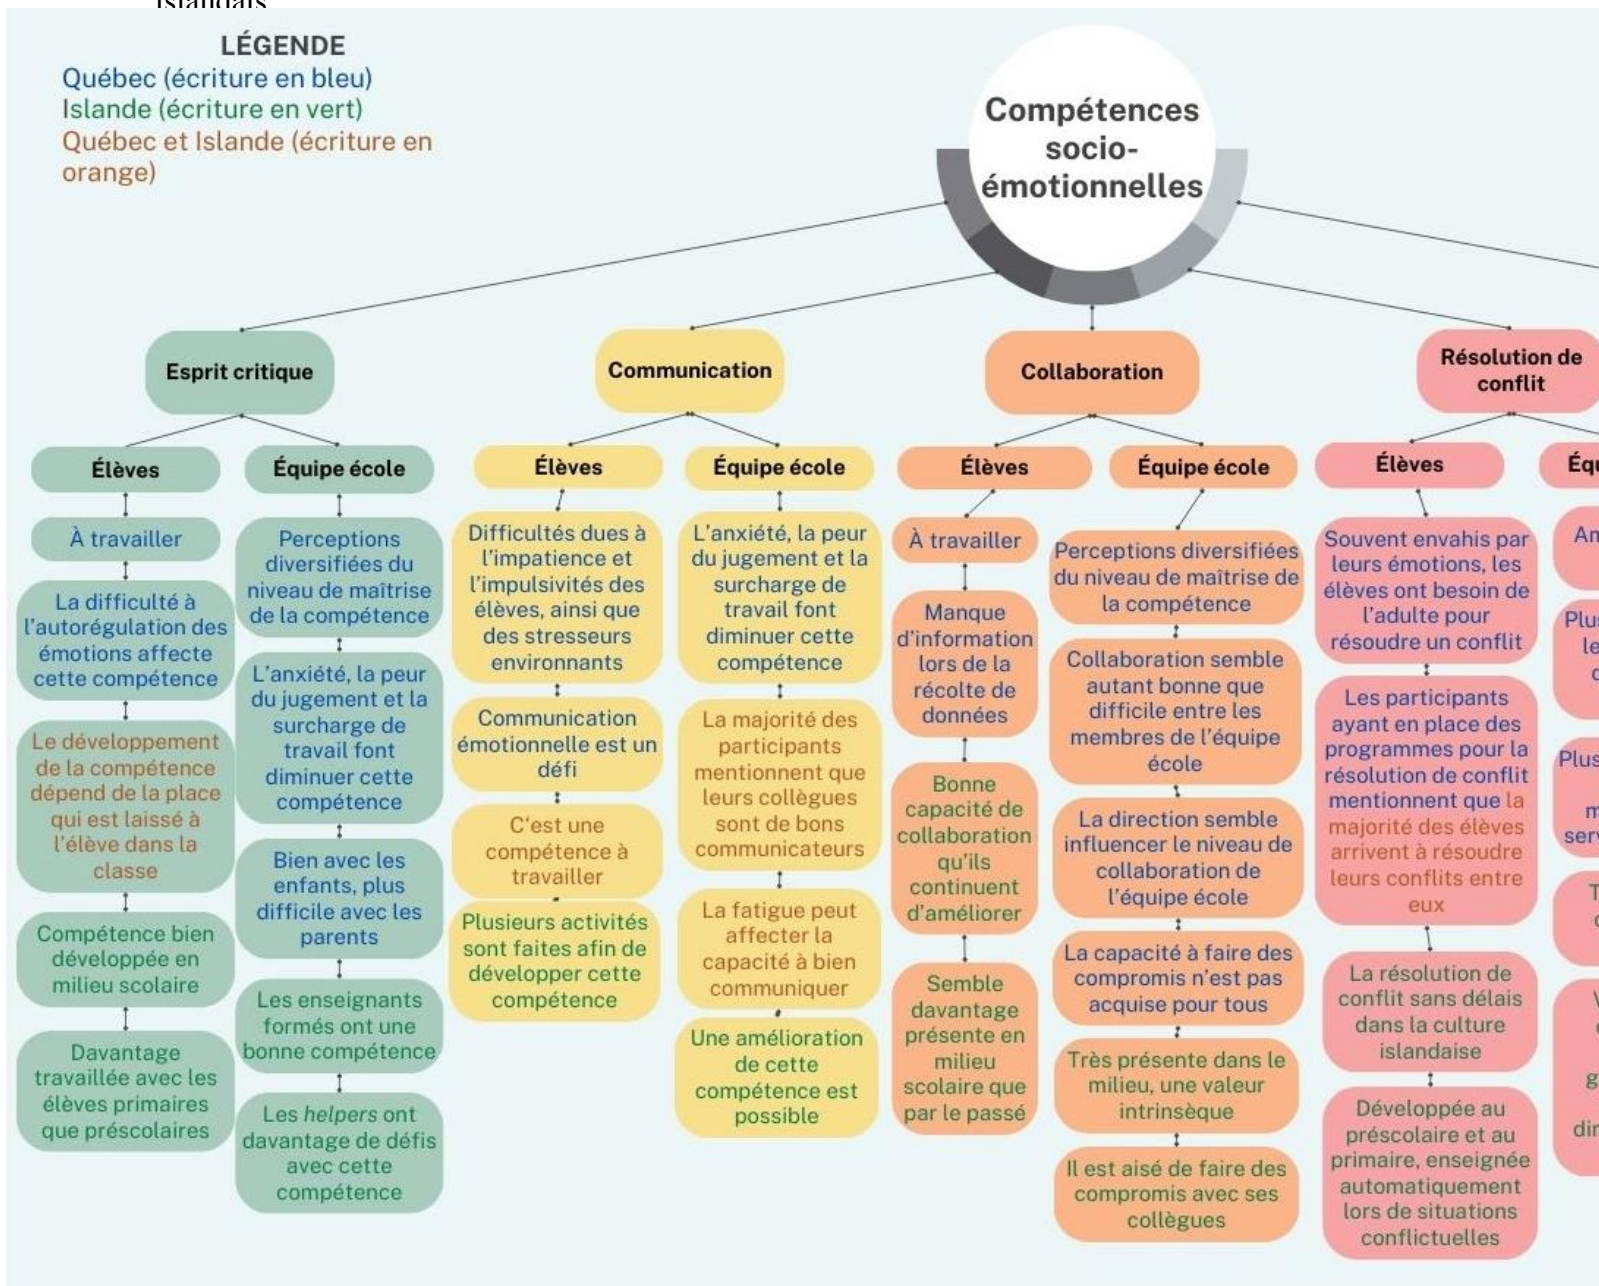 Islandais
LÉGENDE
Québec (écriture en bleu)
Islande (écriture en vert)
Québec et Islande (écriture en
orange)
Compétences
socio-
émotionnelles
Esprit critique
Élèves
À travailler
La difficulté à
l'autorégulation des
émotions affecte
cette compétence
Le développement
de la compétence
dépend de la place
qui est laissé à
l'élève dans la
classe
Compétence bien
développée en
milieu scolaire
Davantage
travaillée avec les
élèves primaires
que préscolaires
Équipe école
Perceptions
diversifiées du
niveau de maîtrise
de la compétence
L'anxiété, la peur
du jugement et la
surcharge de
travail font
diminuer cette
compétence
Bien avec les
enfants, plus
difficile avec les
parents
Les enseignants
formés ont une
bonne compétence
Les helpers ont
davantage de défis
avec cette
compétence
Communication
Élèves
Difficultés dues à
l'impatience et
l'impulsivités des
élèves, ainsi que
des stresseurs
environnants
Communication
émotionnelle est un
défi
C'est une
compétence à
travailler
Plusieurs activités
sont faites afin de
développer cette
compétence
Équipe école
L'anxiété, la peur
du jugement et la
surcharge de
travail font
diminuer cette
compétence
La majorité des
participants
mentionnent que
leurs collègues
sont de bons
communicateurs
La fatigue peut
affecter la
capacité à bien
communiquer
Une amélioration
de cette
compétence est
possible
Collaboration
Élèves
À travailler
Manque
d'information
lors de la
récolte de
données
Bonne
capacité de
collaboration
qu'ils
continuent
d'améliorer
Semble
davantage
présente en
milieu
scolaire que
par le passé
Équipe école
Perceptions diversifiées
du niveau de maîtrise de
la compétence
Collaboration semble
autant bonne que
difficile entre les
membres de l'équipe
école
La direction semble
influencer le niveau de
collaboration de
l'équipe école
La capacité à faire des
compromis n'est pas
acquise pour tous
Très présente dans le
milieu, une valeur
intrinsèque
Il est aisé de faire des
compromis avec ses
collègues
Résolution de
conflit
Élèves
Souvent envahis par
leurs émotions, les
élèves ont besoin de
l'adulte pour
résoudre un conflit
Les participants
ayant en place des
programmes pour la
résolution de conflit
mentionnent que la
majorité des élèves
arrivent à résoudre
leurs conflits entre
eux
La résolution de
conflit sans délais
dans la culture
islandaise
Développée au
préscolaire et au
primaire, enseignée
automatiquement
lors de situations
conflictuelles